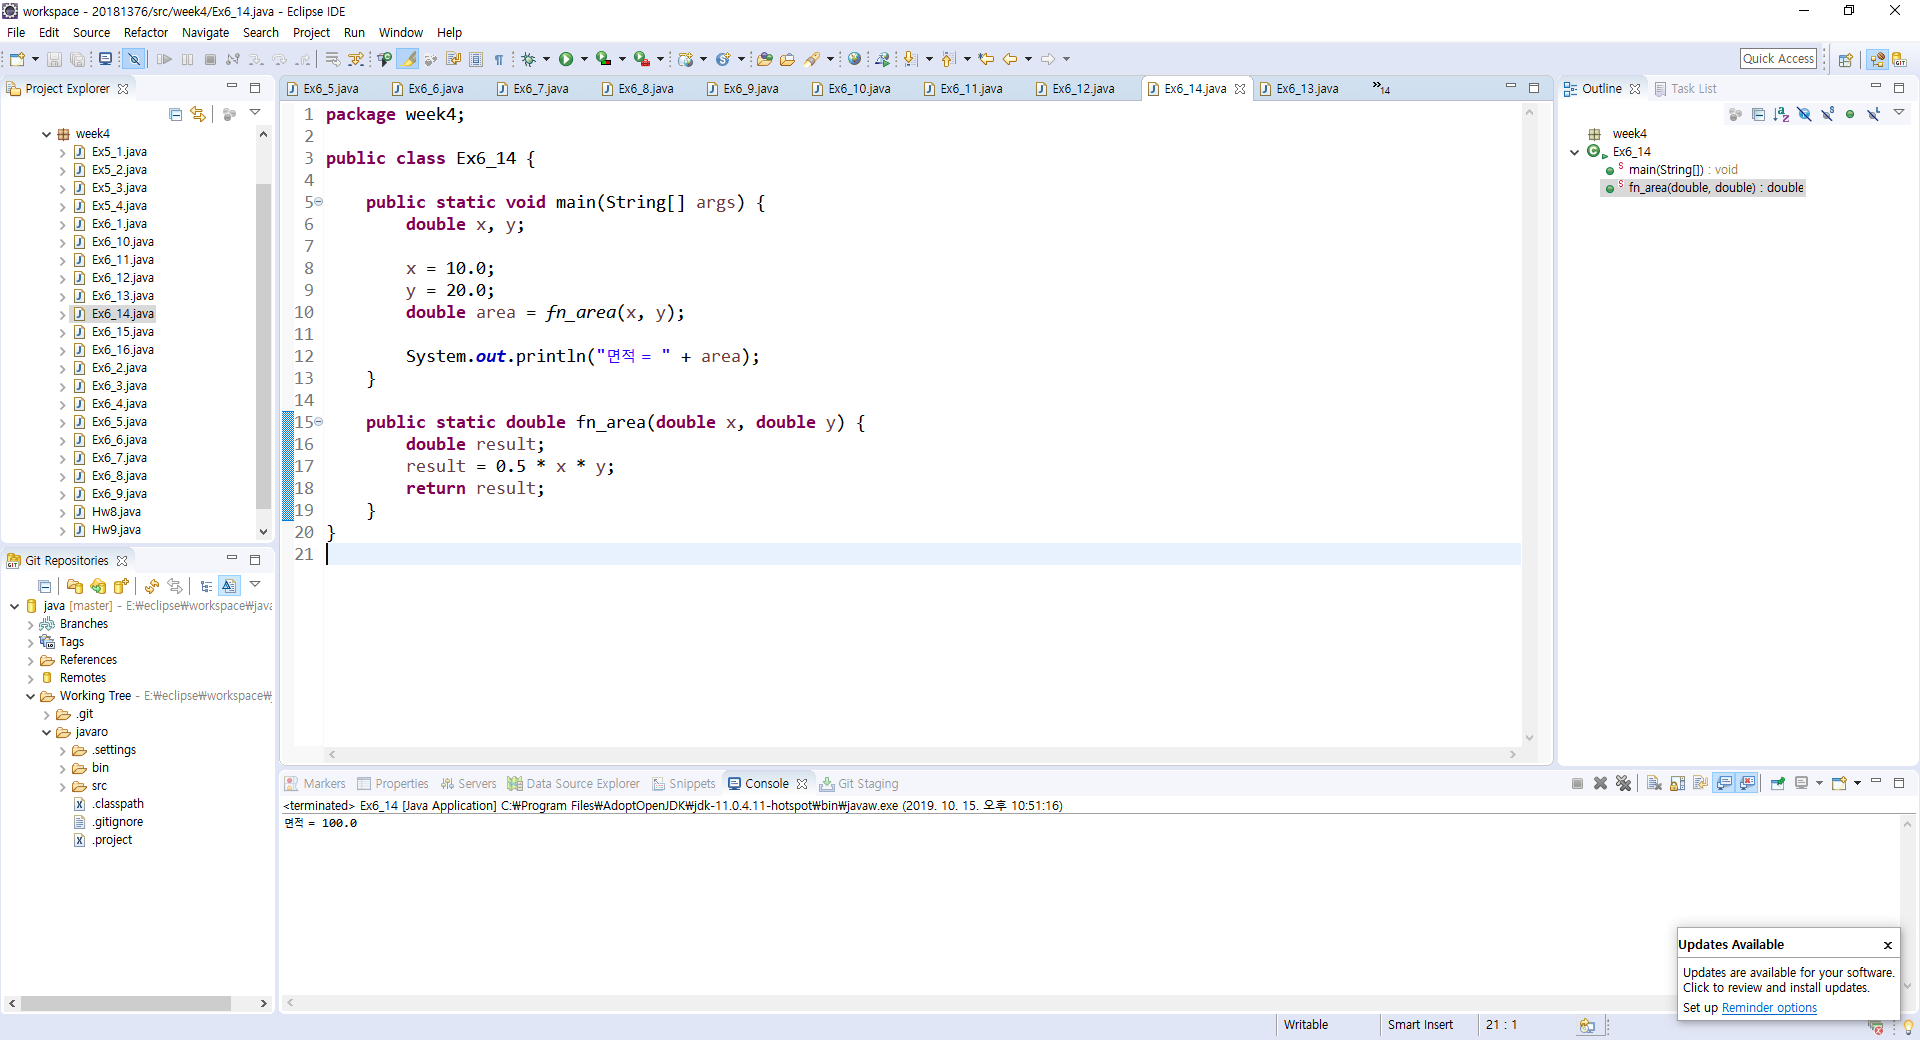 workspace - 20181376/src/week4/Ex6_14.java - Eclipse IDE
File Edit Source Refactor Navigate Search Project Run Window Help
Quick Access
Project Explorer
week4
Ex5_1.java
Ex5_2.java
Ex5_3.java
Ex5_4.java
Ex6_1.java
Ex6_10.java
Ex6_11.java
Ex6_12.java
Ex6_13.java
Ex6_14.java
Ex6_15.java
Ex6_16.java
Ex6_2.java
Ex6_3.java
Ex6_4.java
Ex6_5.java
Ex6_6.java
Ex6_7.java
Ex6_8.java
Ex6_9.java
Hw8.java
Hw9.java
Git Repositories
java [master] - E:₩eclipse₩workspace₩java
Branches
Tags
References
Remotes
Working Tree - E:₩eclipse₩workspace₩
.git
javaro
.settings
bin
src
.classpath
.gitignore
.project
Ex6_5.java Ex6_6.java Ex6_7.java Ex6_8.java Ex6_9.java Ex6_10.java Ex6_11.java Ex6_12.java Ex6_14.java Ex6_13.java »14
1 package week4;
2
3 public class Ex6_14 {
4
5 public static void main(String[] args) {
6 double x, y;
7
8 x = 10.0;
9 y = 20.0;
10 double area = fn_area(x, y);
11
12 System.out.println("면적 = " + area);
13 }
14
15 public static double fn_area(double x, double y) {
16 double result;
17 result = 0.5 * x * y;
18 return result;
19 }
20 }
21
Outline Task List
week4
Ex6_14
main(String[]) : void
fn_area(double, double) : double
Markers Properties Servers Data Source Explorer Snippets Console Git Staging
<terminated> Ex6_14 [Java Application] C:₩Program Files₩AdoptOpenJDK₩jdk-11.0.4.11-hotspot₩bin₩javaw.exe (2019. 10. 15. 오후 10:51:16)
면적 = 100.0
Updates Available
Updates are available for your software.
Click to review and install updates.
Set up Reminder options
Writable Smart Insert 21 : 1